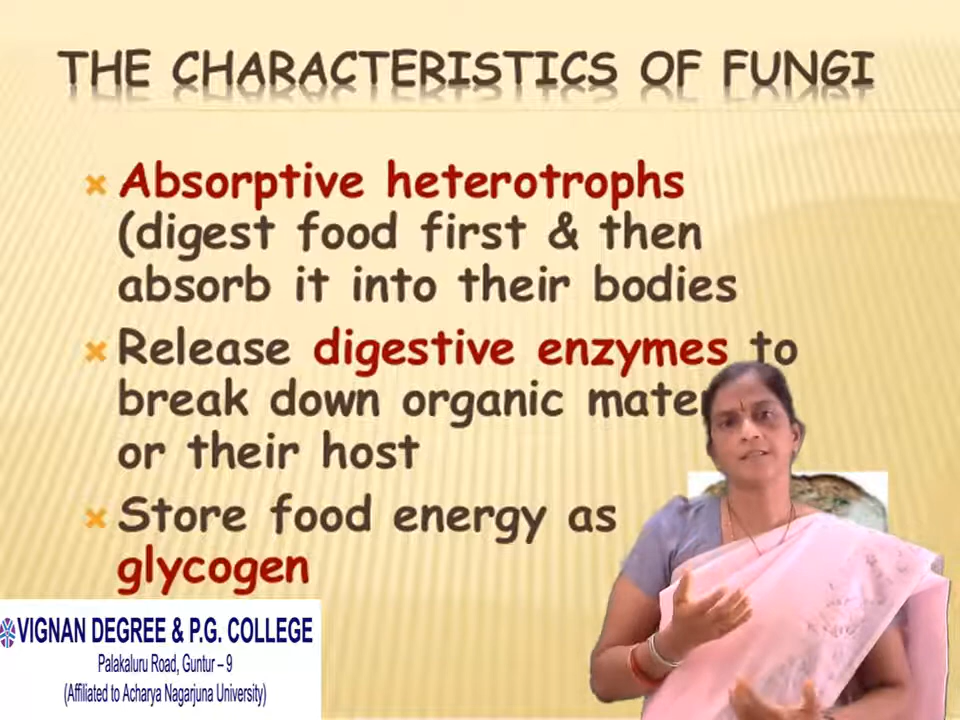 THE CHARACTERISTICS OF FUNGI
Absorptive heterotrophs
(digest food first & then
absorb it into their bodies
Release digestive enzymes to
break down organic
or their host
Store food energy as
glycogen
VIGNAN DEGREE & P.G. COLLEGE
Palakaluru Road, Guntur – 9
(Affiliated to Acharya Nagarjuna University)